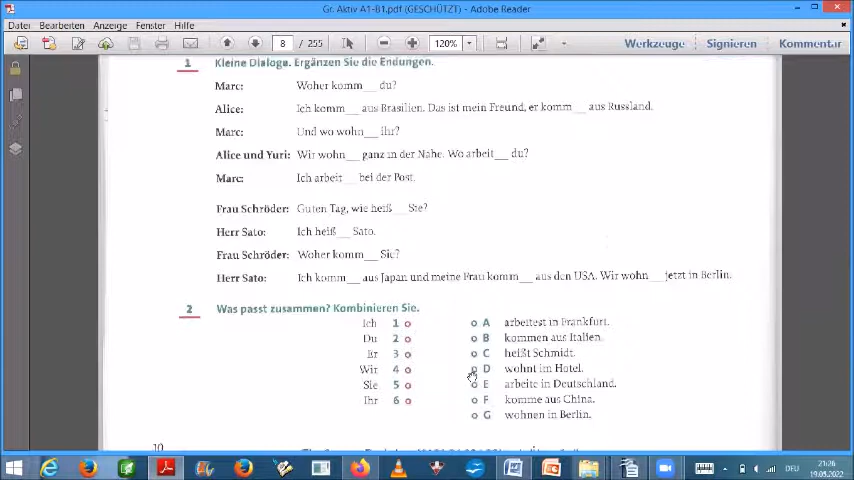 Gr. Aktiv A1-B1.pdf (GESCHÜTZT) - Adobe Reader
Datei Bearbeiten Anzeige Fenster Hilfe
8 / 255 120% Werkzeuge Signieren Kommentar
1 Kleine Dialoge. Ergänzen Sie die Endungen.
Marc: Woher komm__ du?
Alice: Ich komm__ aus Brasilien. Das ist mein Freund, er komm__ aus Russland.
Marc: Und wo wohn__ ihr?
Alice und Yuri: Wir wohn__ ganz in der Nähe. Wo arbeit__ du?
Marc: Ich arbeit__ bei der Post.
Frau Schröder: Guten Tag, wie heiß__ Sie?
Herr Sato: Ich heiß__ Sato.
Frau Schröder: Woher komm__ Sie?
Herr Sato: Ich komm__ aus Japan und meine Frau komm__ aus den USA. Wir wohn__ jetzt in Berlin.
2 Was passt zusammen? Kombinieren Sie.
Ich 1 A arbeitest in Frankfurt.
Du 2 B kommen aus Italien.
Er 3 C heißt Schmidt.
Wir 4 D wohnt im Hotel.
Sie 5 E arbeite in Deutschland.
Ihr 6 F komme aus China.
G wohnen in Berlin.
10
DEU
21:26
19.05.2022